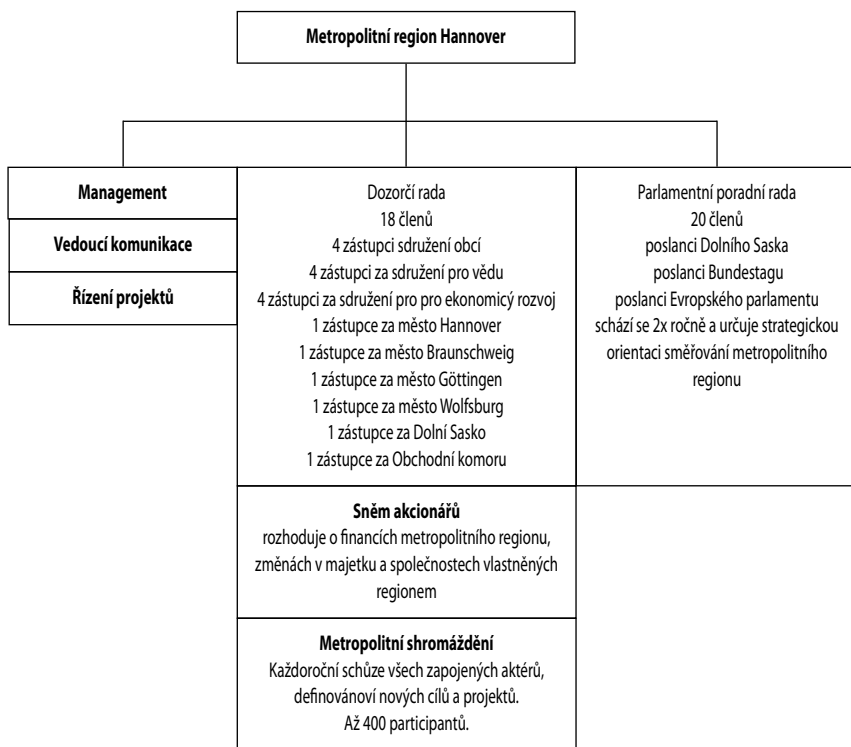 Metropolitní region Hannover
Management
Vedoucí komunikace
Řízení projektů
Dozorčí rada
18 členů
4 zástupci sdružení obcí
4 zástupci za sdružení pro vědu
4 zástupci za sdružení pro pro ekonomicý rozvoj
1 zástupce za město Hannover
1 zástupce za město Braunschweig
1 zástupce za město Göttingen
1 zástupce za město Wolfsburg
1 zástupce za Dolní Sasko
1 zástupce za Obchodní komoru
Parlamentní poradní rada
20 členů
poslanci Dolního Saska
poslanci Bundestagu
poslanci Evropského parlamentu
schází se 2x ročně a určuje strategickou
orientaci směřování metropolitního
regionu
Sněm akcionářů
rozhoduje o financích metropolitního regionu,
změnách v majetku a společnostech vlastněných
regionem
Metropolitní shromáždění
Každoroční schůze všech zapojených aktérů,
definovánoví nových cílů a projektů.
Až 400 participantů.